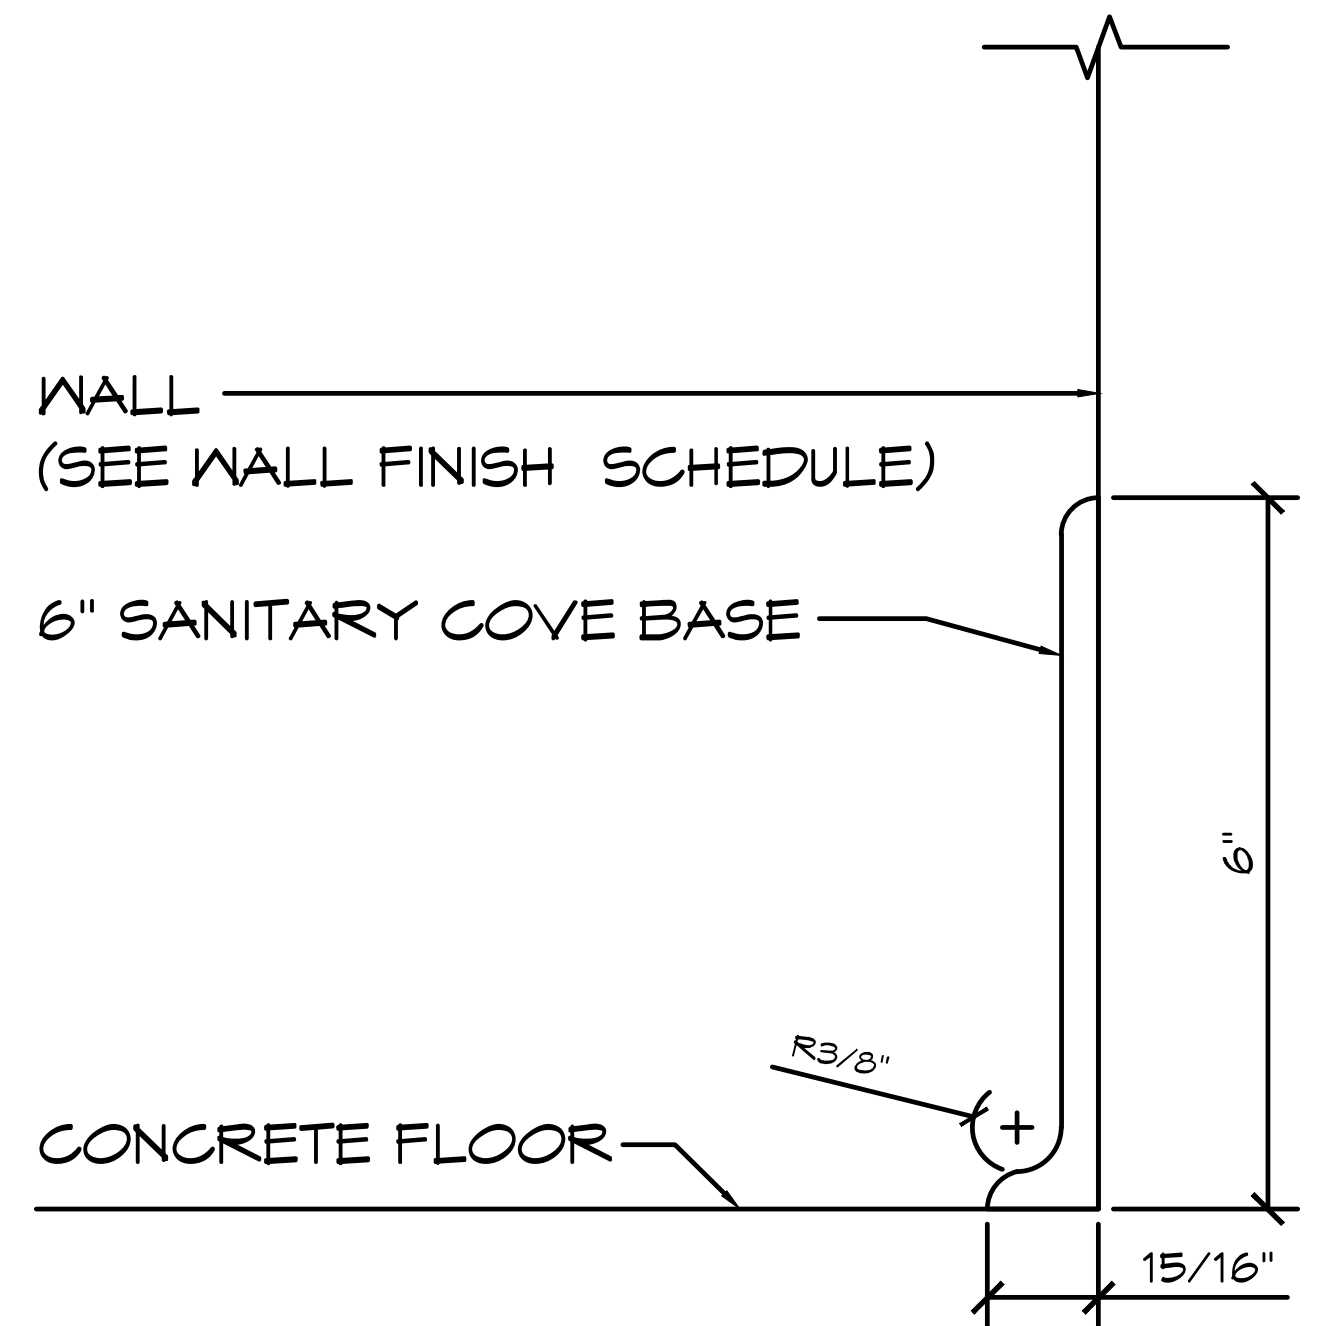 WALL
(SEE WALL FINISH SCHEDULE)
6" SANITARY COVE BASE
6"
R3/8"
CONCRETE FLOOR
15/16"